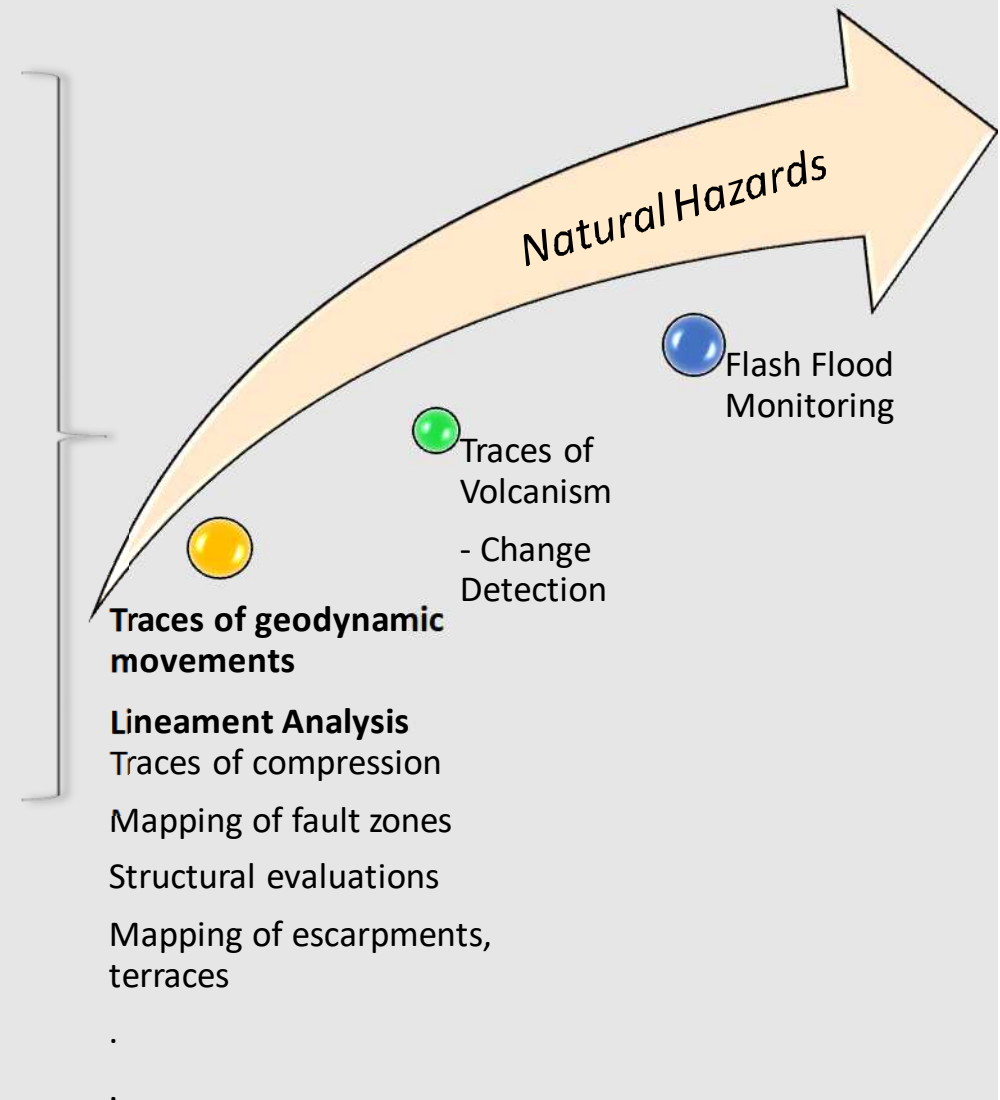 Natural Hazards
Flash Flood
Monitoring
Traces of
Volcanism
- Change
Detection
Traces of geodynamic
movements
Lineament Analysis
Traces of compression
Mapping of fault zones
Structural evaluations
Mapping of escarpments,
terraces
.
.